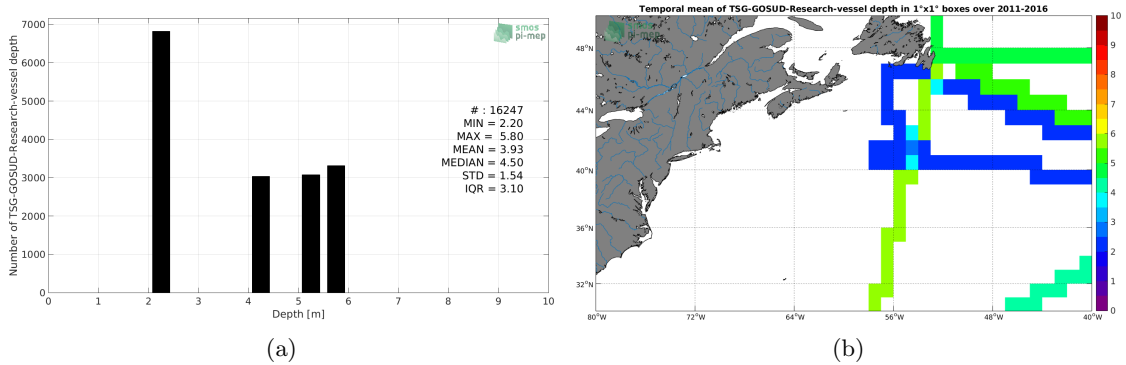 Number of TSG-GOSUD-Research-vessel depth
7000
6000
5000
4000
3000
2000
1000
0
smos
pi-mep
# : 16247
MIN = 2.20
MAX = 5.80
MEAN = 3.93
MEDIAN = 4.50
STD = 1.54
IQR = 3.10
0 1 2 3 4 5 6 7 8 9 10
Depth [m]
(a)
Temporal mean of TSG-GOSUD-Research-vessel depth in 1°x1° boxes over 2011-2016
smos
pi-mep
48°N
44°N
40°N
36°N
32°N
80°W 72°W 64°W 56°W 48°W 40°W
10
9
8
7
6
5
4
3
2
1
0
(b)